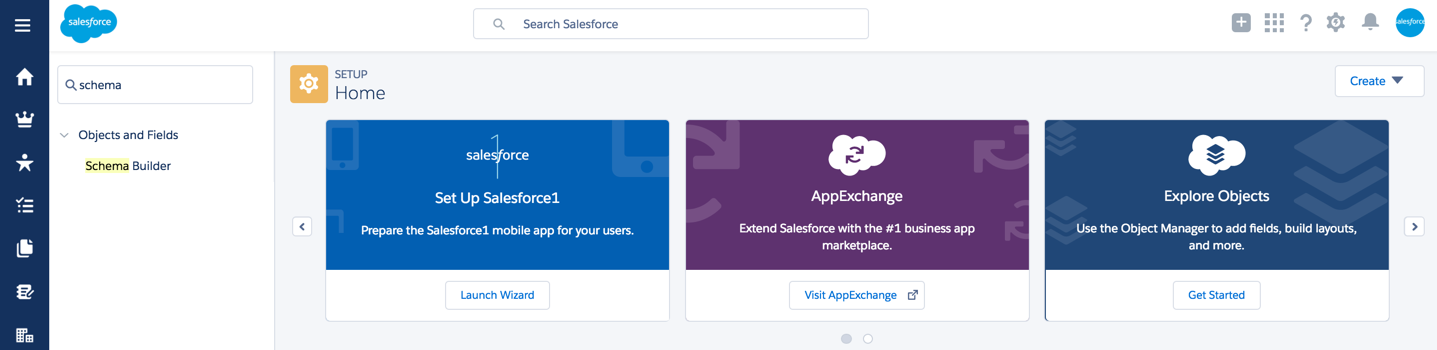 salesforce
Search Salesforce
salesforce
schema
SETUP
Home
Create
Objects and Fields
Schema Builder
salesforce
1
Set Up Salesforce1
Prepare the Salesforce1 mobile app for your users.
Launch Wizard
AppExchange
Extend Salesforce with the #1 business app
marketplace.
Visit AppExchange
Explore Objects
Use the Object Manager to add fields, build layouts,
and more.
Get Started